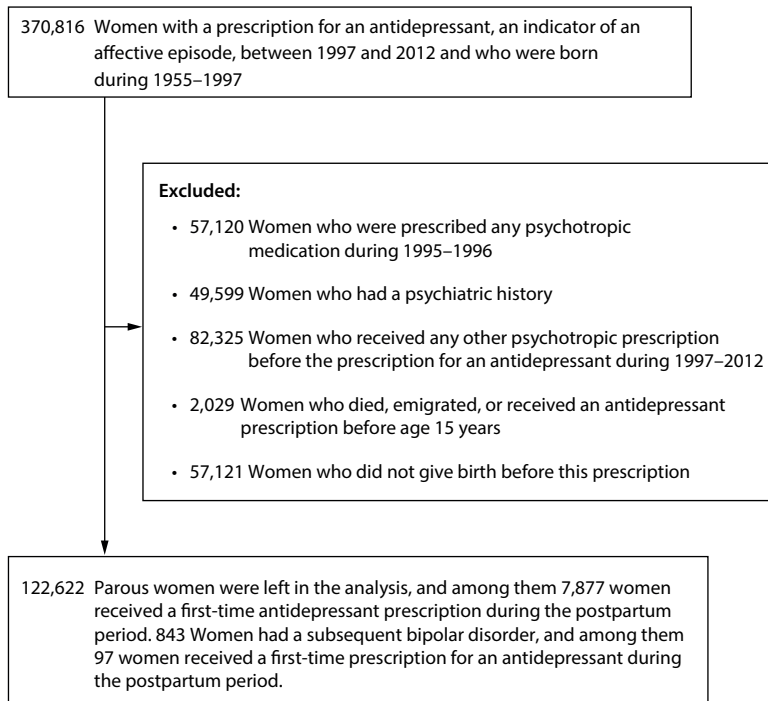 370,816 Women with a prescription for an antidepressant, an indicator of an
affective episode, between 1997 and 2012 and who were born
during 1955–1997
Excluded:
• 57,120 Women who were prescribed any psychotropic
medication during 1995–1996
• 49,599 Women who had a psychiatric history
• 82,325 Women who received any other psychotropic prescription
before the prescription for an antidepressant during 1997–2012
• 2,029 Women who died, emigrated, or received an antidepressant
prescription before age 15 years
• 57,121 Women who did not give birth before this prescription
122,622 Parous women were left in the analysis, and among them 7,877 women
received a first-time antidepressant prescription during the postpartum
period. 843 Women had a subsequent bipolar disorder, and among them
97 women received a first-time prescription for an antidepressant during
the postpartum period.